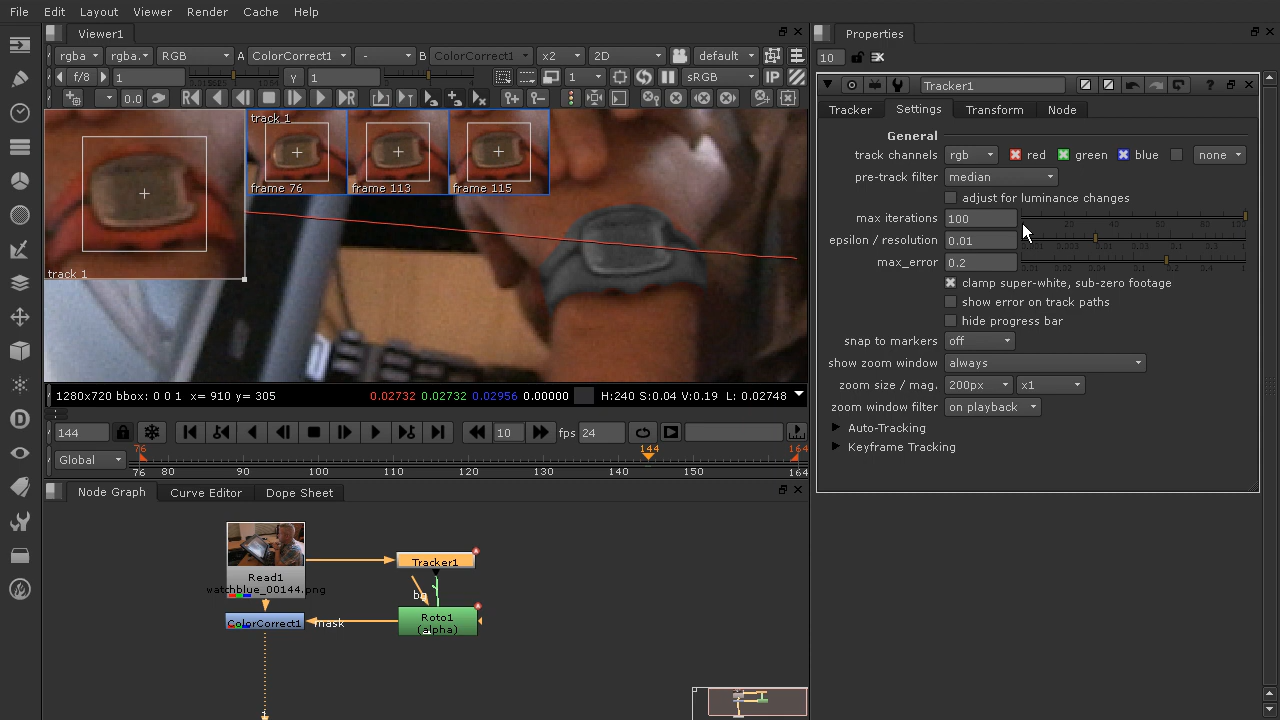 File Edit Layout Viewer Render Cache Help
Viewer1
rgba rgba. RGB A ColorCorrect1 - B ColorCorrect1 x2 2D default
f/8 1 Y 1 1 sRGB IP
0.0
track 1
frame 76 frame 113 frame 115
track 1
1280x720 bbox: 0 0 1 x= 910 y= 305 0.02732 0.02732 0.02956 0.00000 H:240 S:0.04 V:0.19 L: 0.02748
144 10 fps 24
76 144 164
Global 76 80 90 100 110 120 130 140 150 164
Node Graph Curve Editor Dope Sheet
Read1
watchblue_00144.png
Tracker1
bg
Roto1
(alpha)
ColorCorrect1
mask
Properties
10
Tracker1
Tracker Settings Transform Node
General
track channels rgb red green blue none
pre-track filter median
adjust for luminance changes
max iterations 100
epsilon / resolution 0.01
max_error 0.2
clamp super-white, sub-zero footage
show error on track paths
hide progress bar
snap to markers off
show zoom window always
zoom size / mag. 200px x1
zoom window filter on playback
Auto-Tracking
Keyframe Tracking